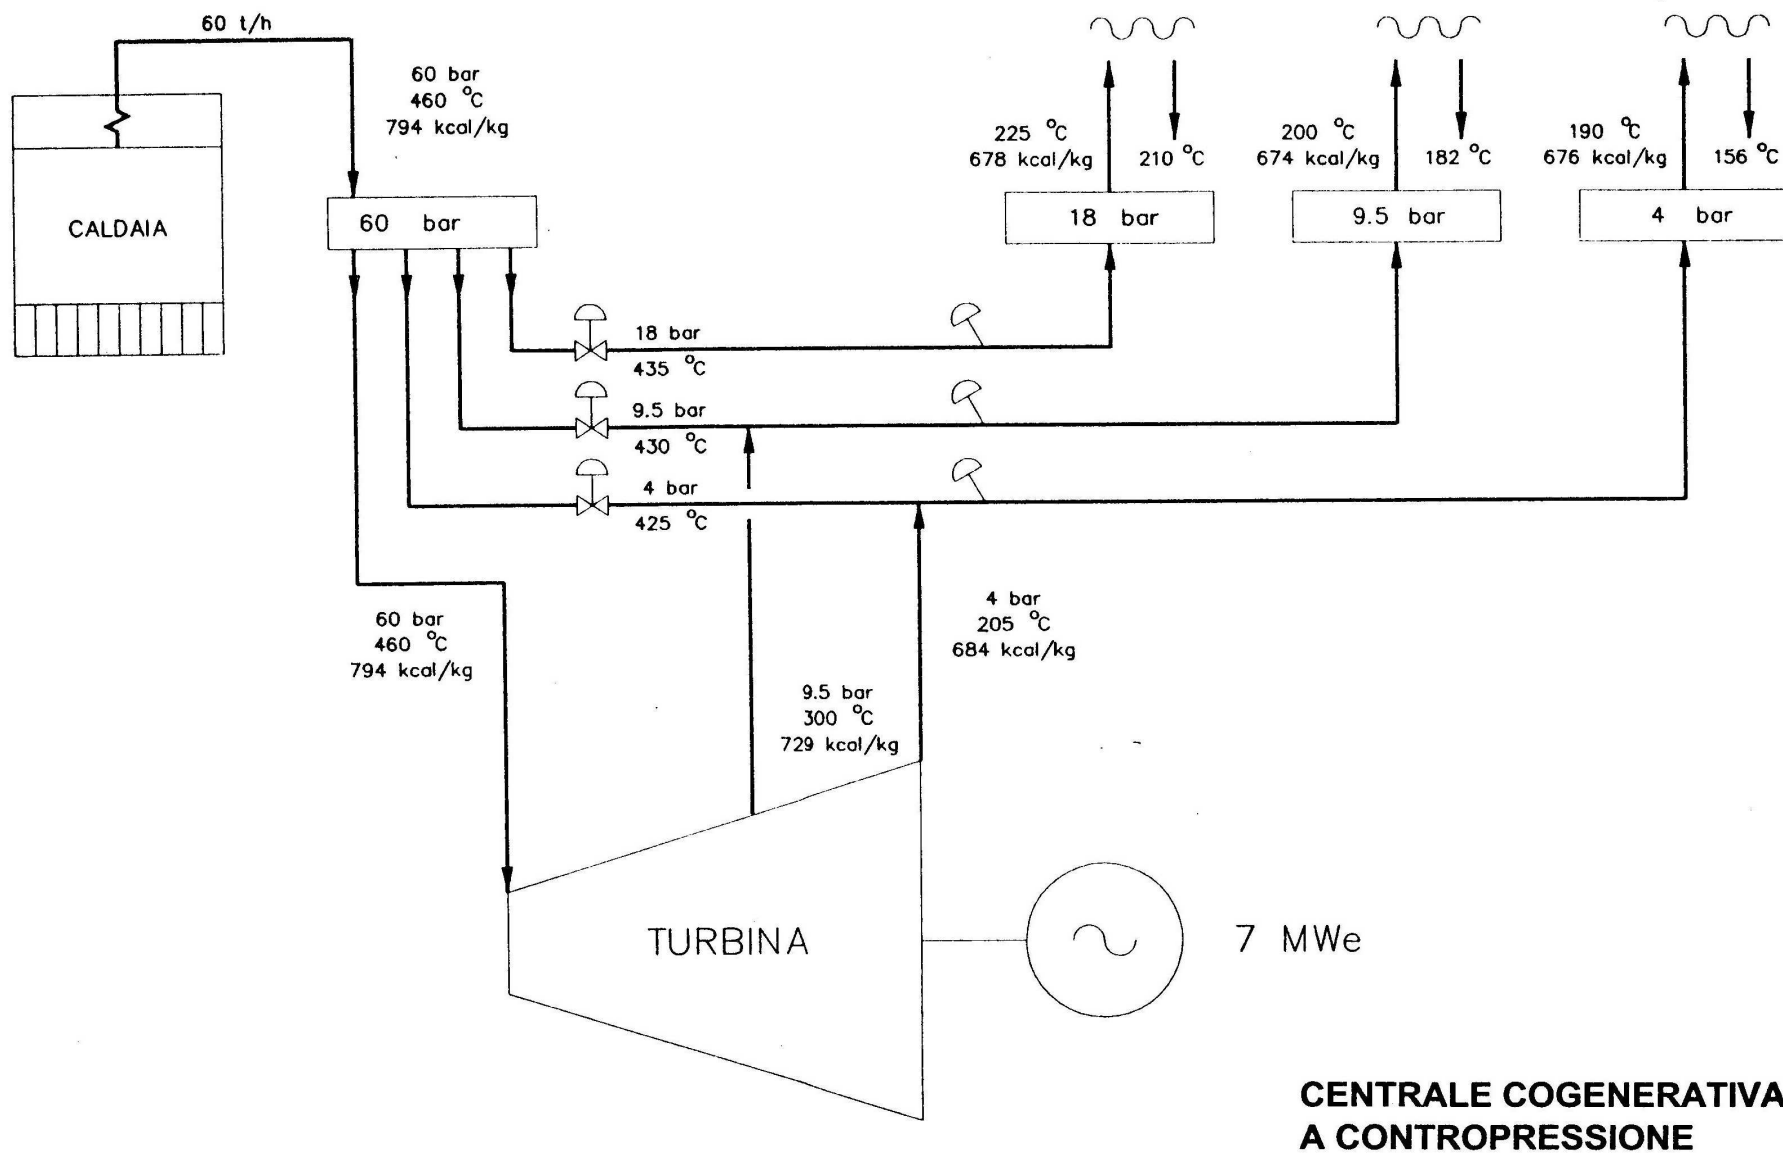 60 t/h
60 bar
460 °C
794 kcal/kg
CALDAIA
60 bar
225 °C
678 kcal/kg
210 °C
18 bar
200 °C
674 kcal/kg
182 °C
9.5 bar
190 °C
676 kcal/kg
156 °C
4 bar
18 bar
435 °C
9.5 bar
430 °C
4 bar
425 °C
60 bar
460 °C
794 kcal/kg
4 bar
205 °C
684 kcal/kg
9.5 bar
300 °C
729 kcal/kg
TURBINA
7 MWe
CENTRALE COGENERATIVA
A CONTROPRESSIONE